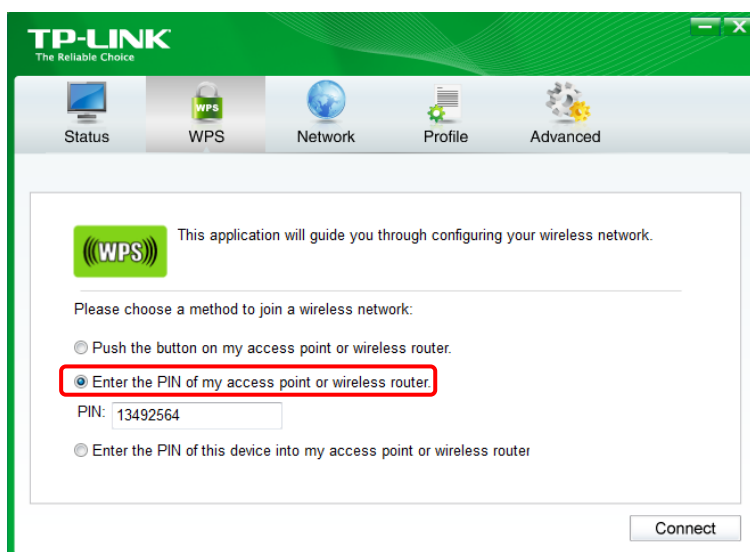 TP-LINK
The Reliable Choice
Status WPS Network Profile Advanced
WPS
WPS
This application will guide you through configuring your wireless network.
Please choose a method to join a wireless network:
Push the button on my access point or wireless router.
Enter the PIN of my access point or wireless router.
PIN: 13492564
Enter the PIN of this device into my access point or wireless router
Connect